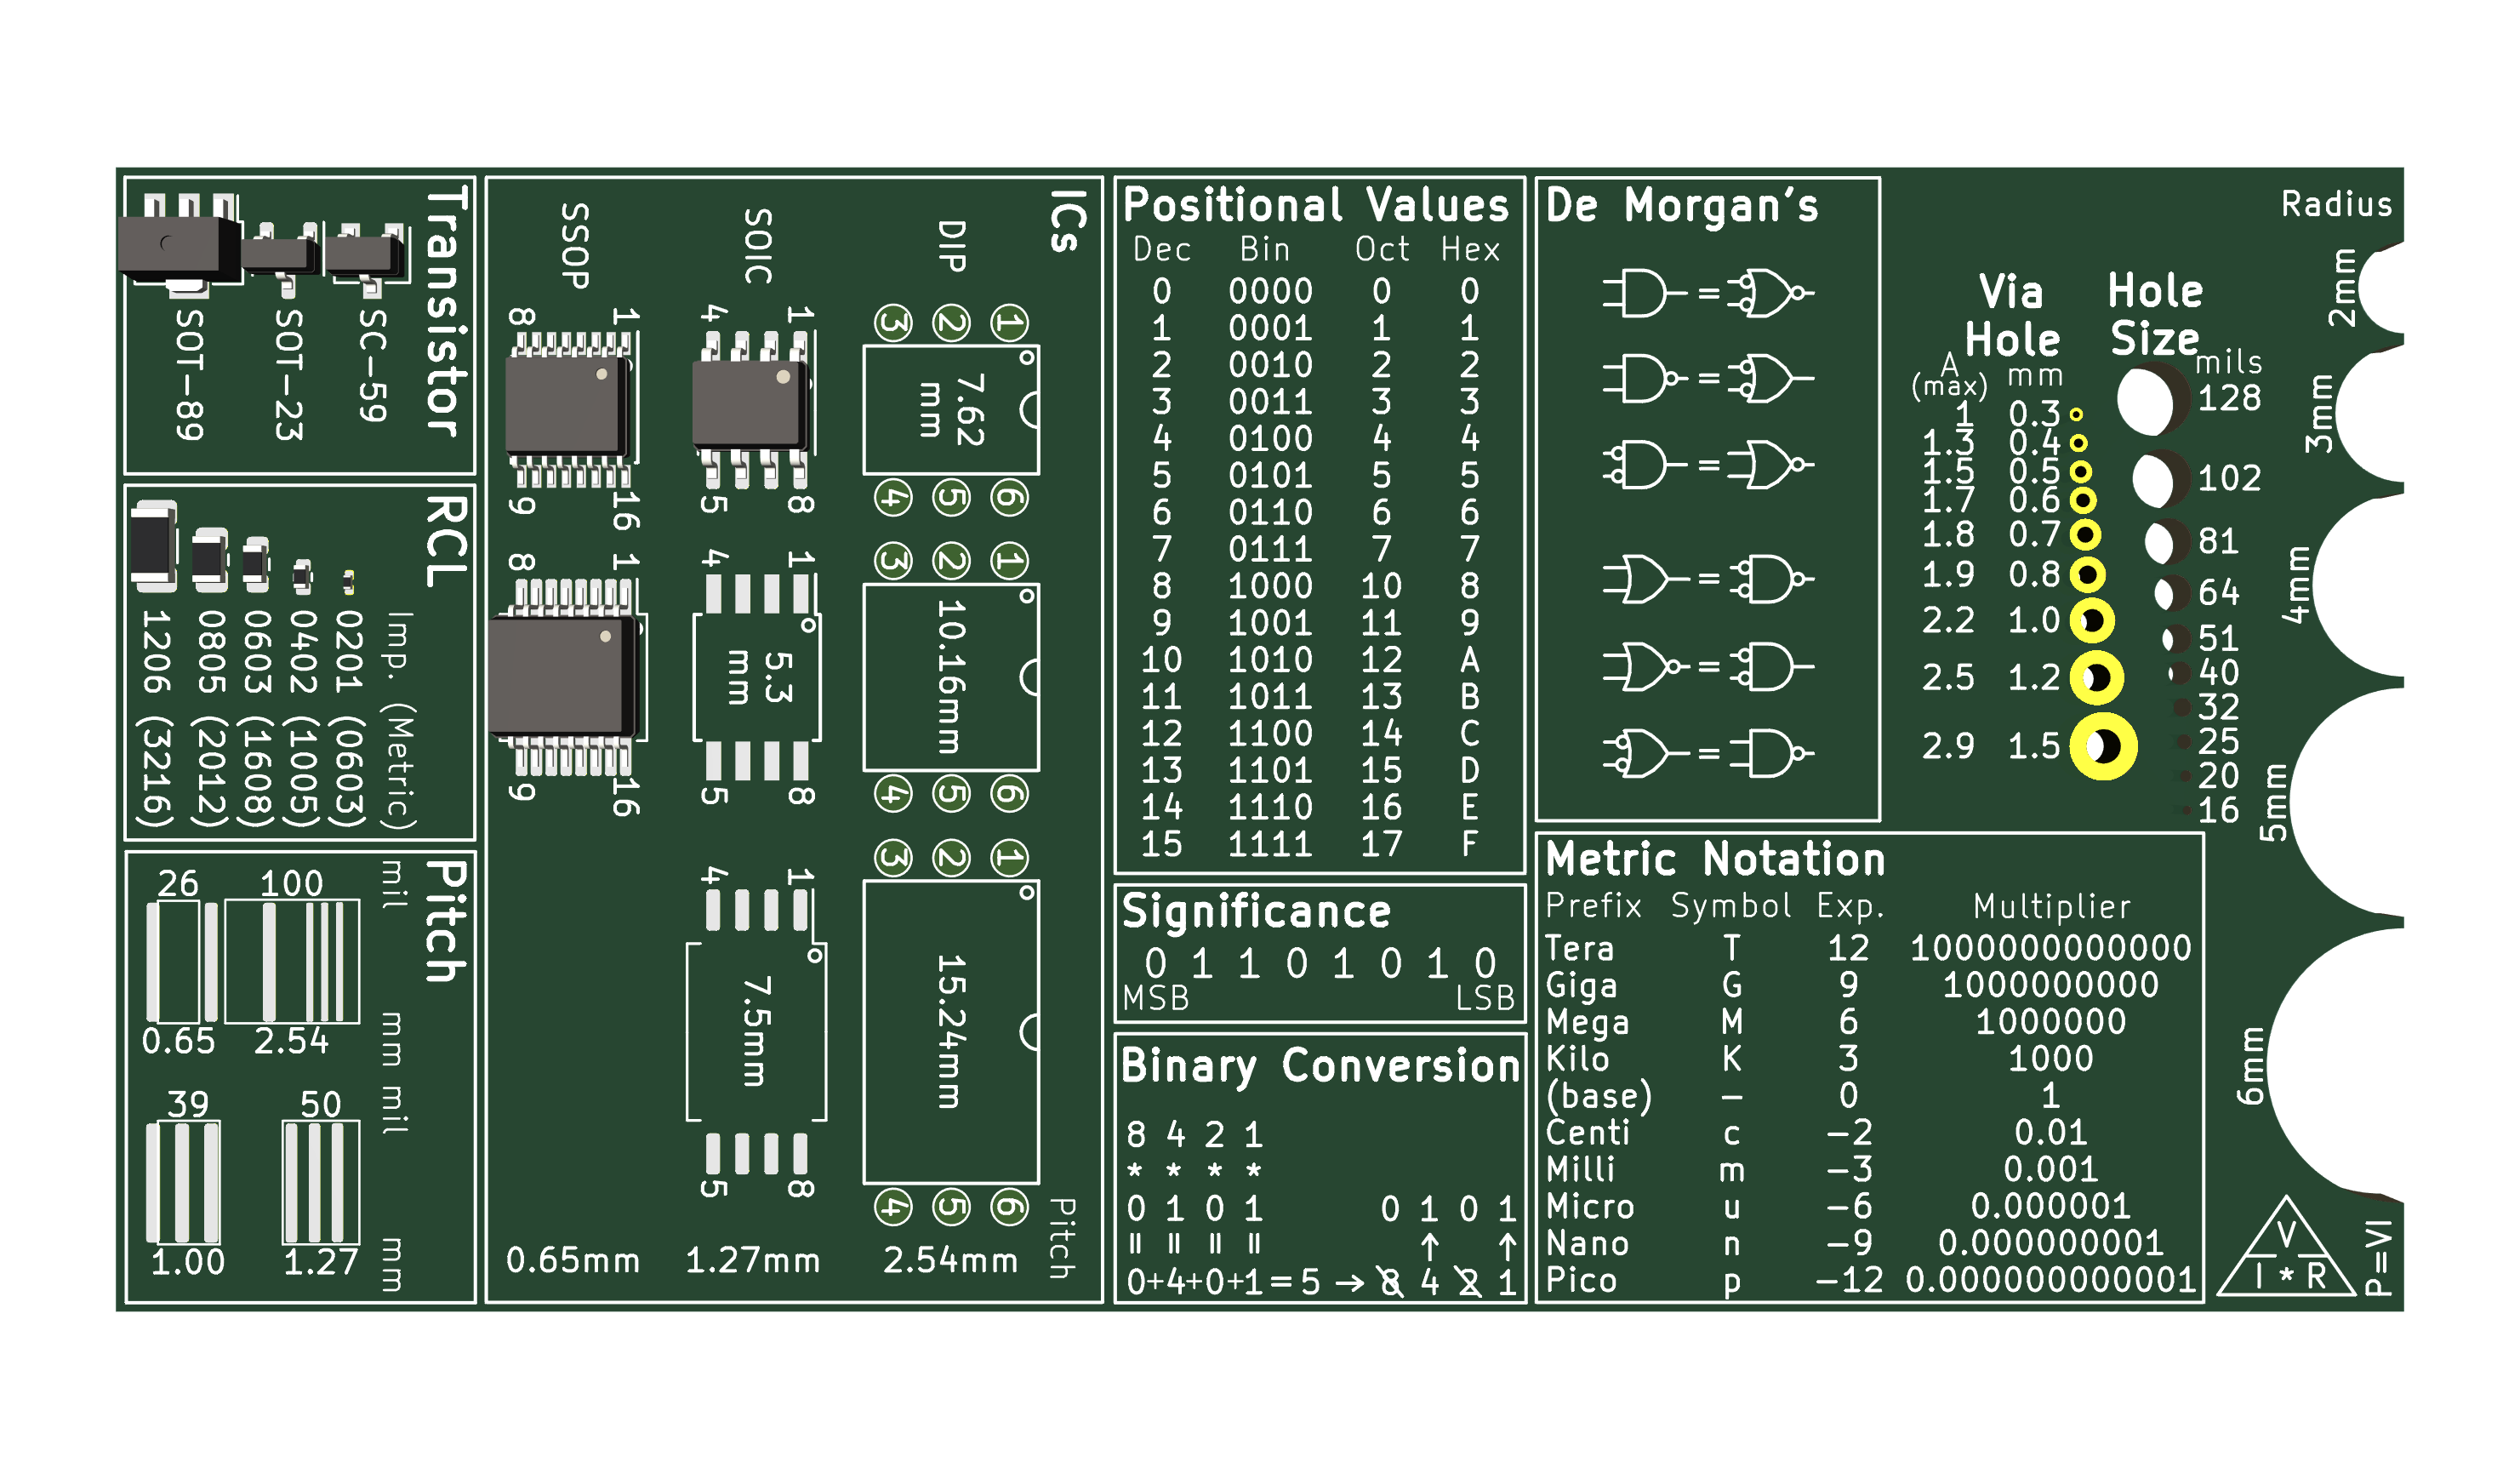 Transistor
SC-59
SOT-23
SOT-89
RCL
Imp. (Metric)
0201 (0603)
0402 (1005)
0603 (1608)
0805 (2012)
1206 (3216)
Pitch
mil
mm
26
100
0.65
2.54
mil
mm
39
50
1.00
1.27
ICs
DIP
1 2 3
7.62
mm
6 5 4
1 2 3
10.16mm
6 5 4
1 2 3
15.24mm
6 5 4
SOIC
1 4
8 5
1 4
5.3
mm
8 5
1 4
7.5mm
8 5
SSOP
1 8
16 9
1 8
16 9
Pitch
0.65mm 1.27mm 2.54mm
Positional Values
Dec Bin Oct Hex
0 0000 0 0
1 0001 1 1
2 0010 2 2
3 0011 3 3
4 0100 4 4
5 0101 5 5
6 0110 6 6
7 0111 7 7
8 1000 10 8
9 1001 11 9
10 1010 12 A
11 1011 13 B
12 1100 14 C
13 1101 15 D
14 1110 16 E
15 1111 17 F
Significance
0 1 1 0 1 0 1 0
MSB LSB
Binary Conversion
8 4 2 1
* * * *
0 1 0 1 0 1 0 1
= = = = ↑ ↑
0+4+0+1=5 → 8 4 2 1
De Morgan's
=
=
=
=
=
=
Via
Hole
A
(max) mm
1 0.3
1.3 0.4
1.5 0.5
1.7 0.6
1.8 0.7
1.9 0.8
2.2 1.0
2.5 1.2
2.9 1.5
Hole
Size
mils
128
102
81
64
51
40
32
25
20
16
Radius
2mm
3mm
4mm
5mm
6mm
Metric Notation
Prefix Symbol Exp. Multiplier
Tera T 12 1000000000000
Giga G 9 1000000000
Mega M 6 1000000
Kilo K 3 1000
(base) - 0 1
Centi c -2 0.01
Milli m -3 0.001
Micro u -6 0.000001
Nano n -9 0.000000001
Pico p -12 0.000000000001
V
I * R
P=VI